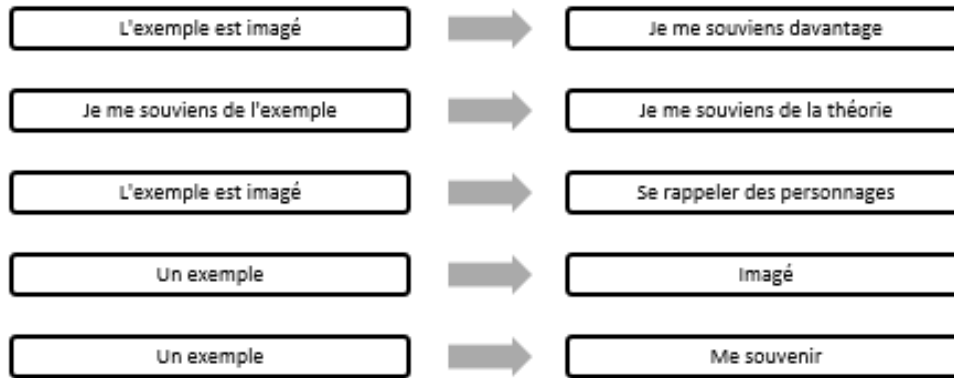 L'exemple est imagé
Je me souviens davantage
Je me souviens de l'exemple
Je me souviens de la théorie
L'exemple est imagé
Se rappeler des personnages
Un exemple
Imagé
Un exemple
Me souvenir